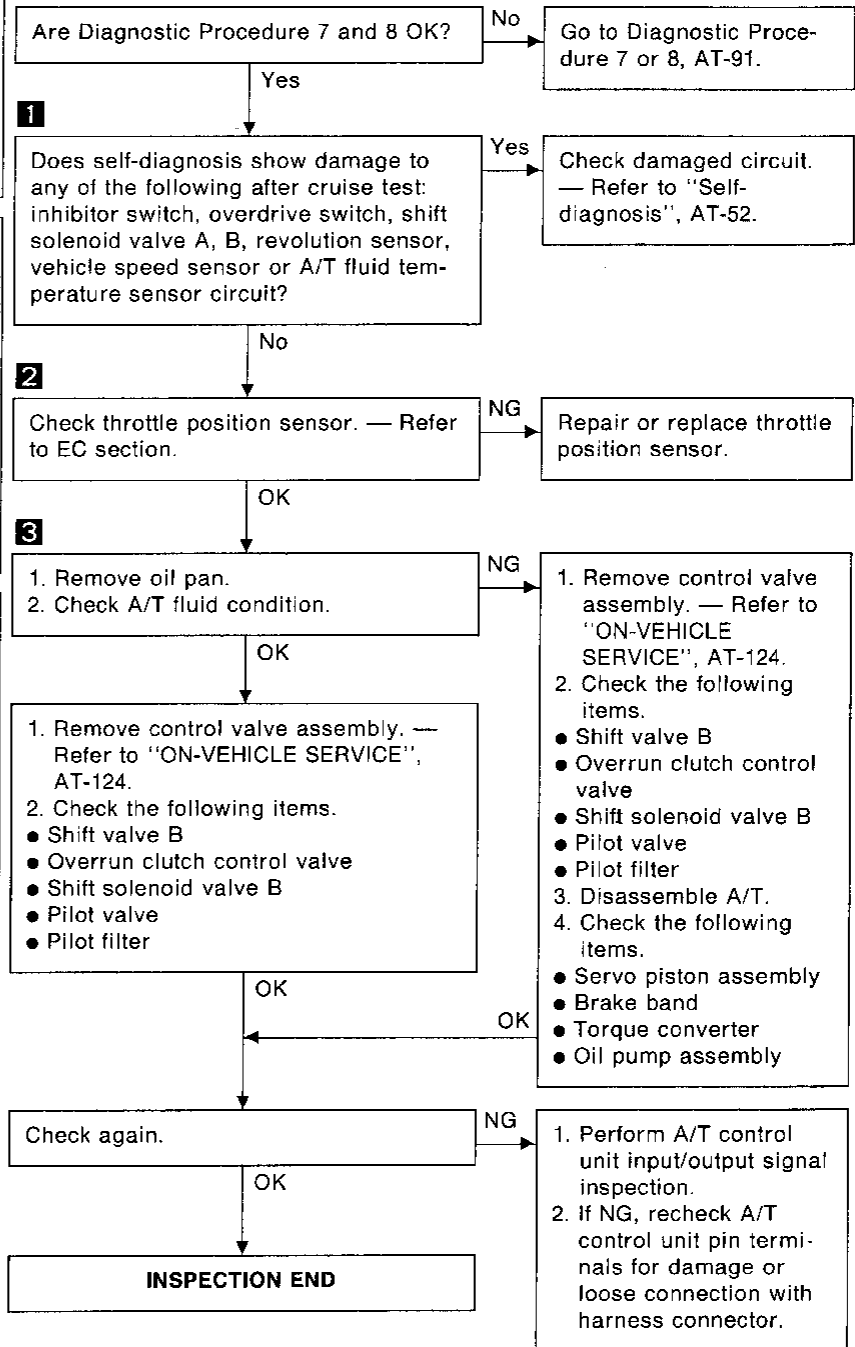 Are Diagnostic Procedure 7 and 8 OK?
No
Go to Diagnostic Proce-
dure 7 or 8, AT-91.
Yes
1
Does self-diagnosis show damage to
any of the following after cruise test:
inhibitor switch, overdrive switch, shift
solenoid valve A, B, revolution sensor,
vehicle speed sensor or A/T fluid tem-
perature sensor circuit?
Yes
Check damaged circuit.
— Refer to "Self-
diagnosis", AT-52.
No
2
Check throttle position sensor. — Refer
to EC section.
NG
Repair or replace throttle
position sensor.
OK
3
1. Remove oil pan.
2. Check A/T fluid condition.
NG
1. Remove control valve
assembly. — Refer to
"ON-VEHICLE
SERVICE", AT-124.
2. Check the following
items.
● Shift valve B
● Overrun clutch control
valve
● Shift solenoid valve B
● Pilot valve
● Pilot filter
3. Disassemble A/T.
4. Check the following
items.
● Servo piston assembly
● Brake band
● Torque converter
● Oil pump assembly
OK
1. Remove control valve assembly. —
Refer to "ON-VEHICLE SERVICE",
AT-124.
2. Check the following items.
● Shift valve B
● Overrun clutch control valve
● Shift solenoid valve B
● Pilot valve
● Pilot filter
OK
OK
Check again.
NG
1. Perform A/T control
unit input/output signal
inspection.
2. If NG, recheck A/T
control unit pin termi-
nals for damage or
loose connection with
harness connector.
OK
INSPECTION END